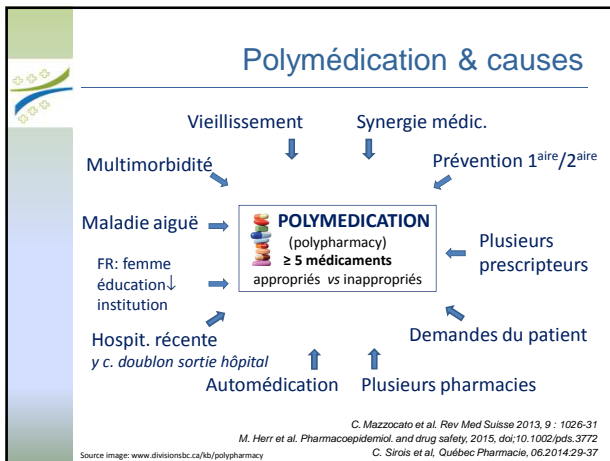 Polymédication & causes
Vieillissement
Synergie médic.
Multimorbidité
Prévention 1aire/2aire
Maladie aiguë
POLYMEDICATION
(polypharmacy)
≥ 5 médicaments
appropriés vs inappropriés
Plusieurs
prescripteurs
FR: femme
éducation↓
institution
Hospit. récente
y c. doublon sortie hôpital
Demandes du patient
Automédication
Plusieurs pharmacies
C. Mazzocato et al. Rev Med Suisse 2013, 9 : 1026-31
M. Herr et al. Pharmacoepidemiol. and drug safety, 2015, doi;10.1002/pds.3772
C. Sirois et al, Québec Pharmacie, 06.2014:29-37
Source image: www.divisionsbc.ca/kb/polypharmacy